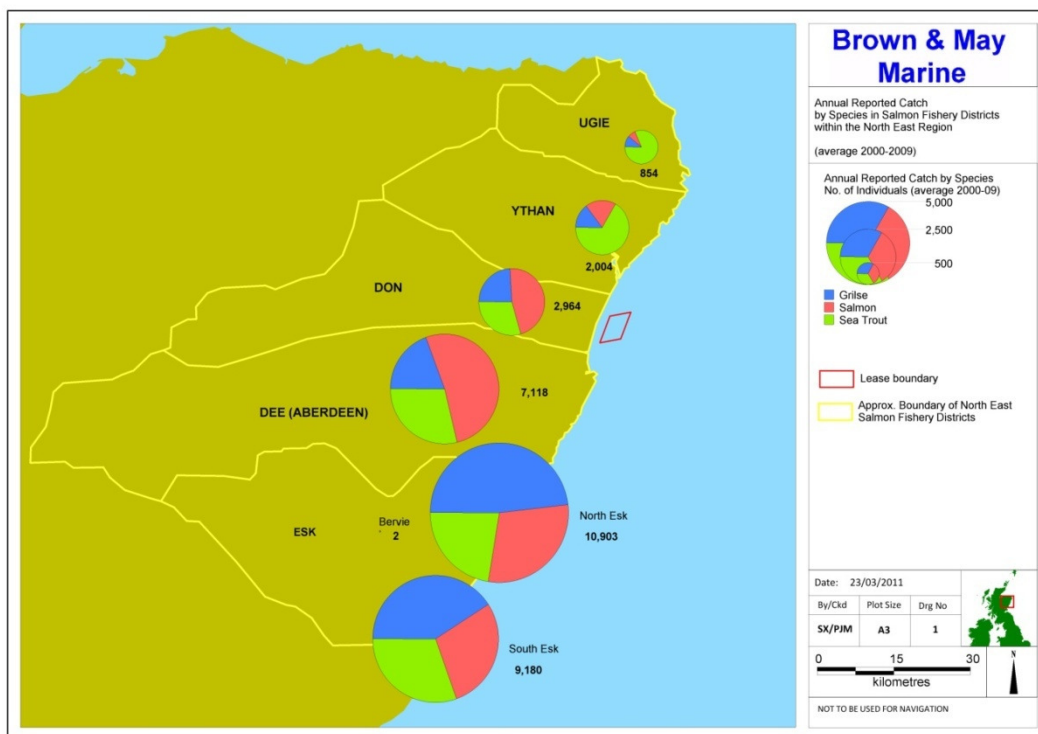 UGIE
854
YTHAN
2,004
DON
2,964
7,118
DEE (ABERDEEN)
North Esk
10,903
Bervie
2
ESK
South Esk
9,180
Brown & May
Marine
Annual Reported Catch
by Species in Salmon Fishery Districts
within the North East Region
(average 2000-2009)
Annual Reported Catch by Species
No. of Individuals (average 2000-09)
5,000
2,500
500
Grilse
Salmon
Sea Trout
Lease boundary
Approx. Boundary of North East
Salmon Fishery Districts
Date: 23/03/2011
By/Ckd Plot Size Drg No
SX/PJM A3 1
0 15 30
kilometres
N
NOT TO BE USED FOR NAVIGATION